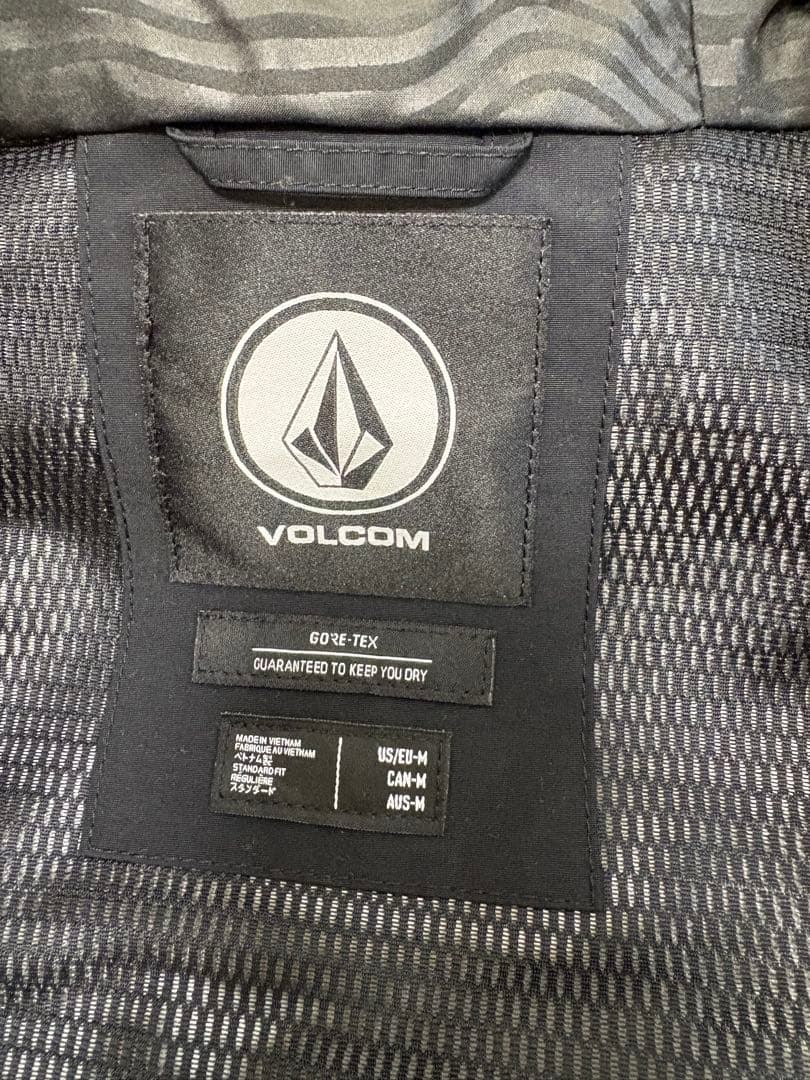 VOLCOM
GORE-TEX
GUARANTEED TO KEEP YOU DRY
MADE IN VIETNAM
FABRIQUE AU VIETNAM
ベトナム製
STANDARD FIT
RÉGULIÈRE
スタンダード
US/EU-M
CAN-M
AUS-M